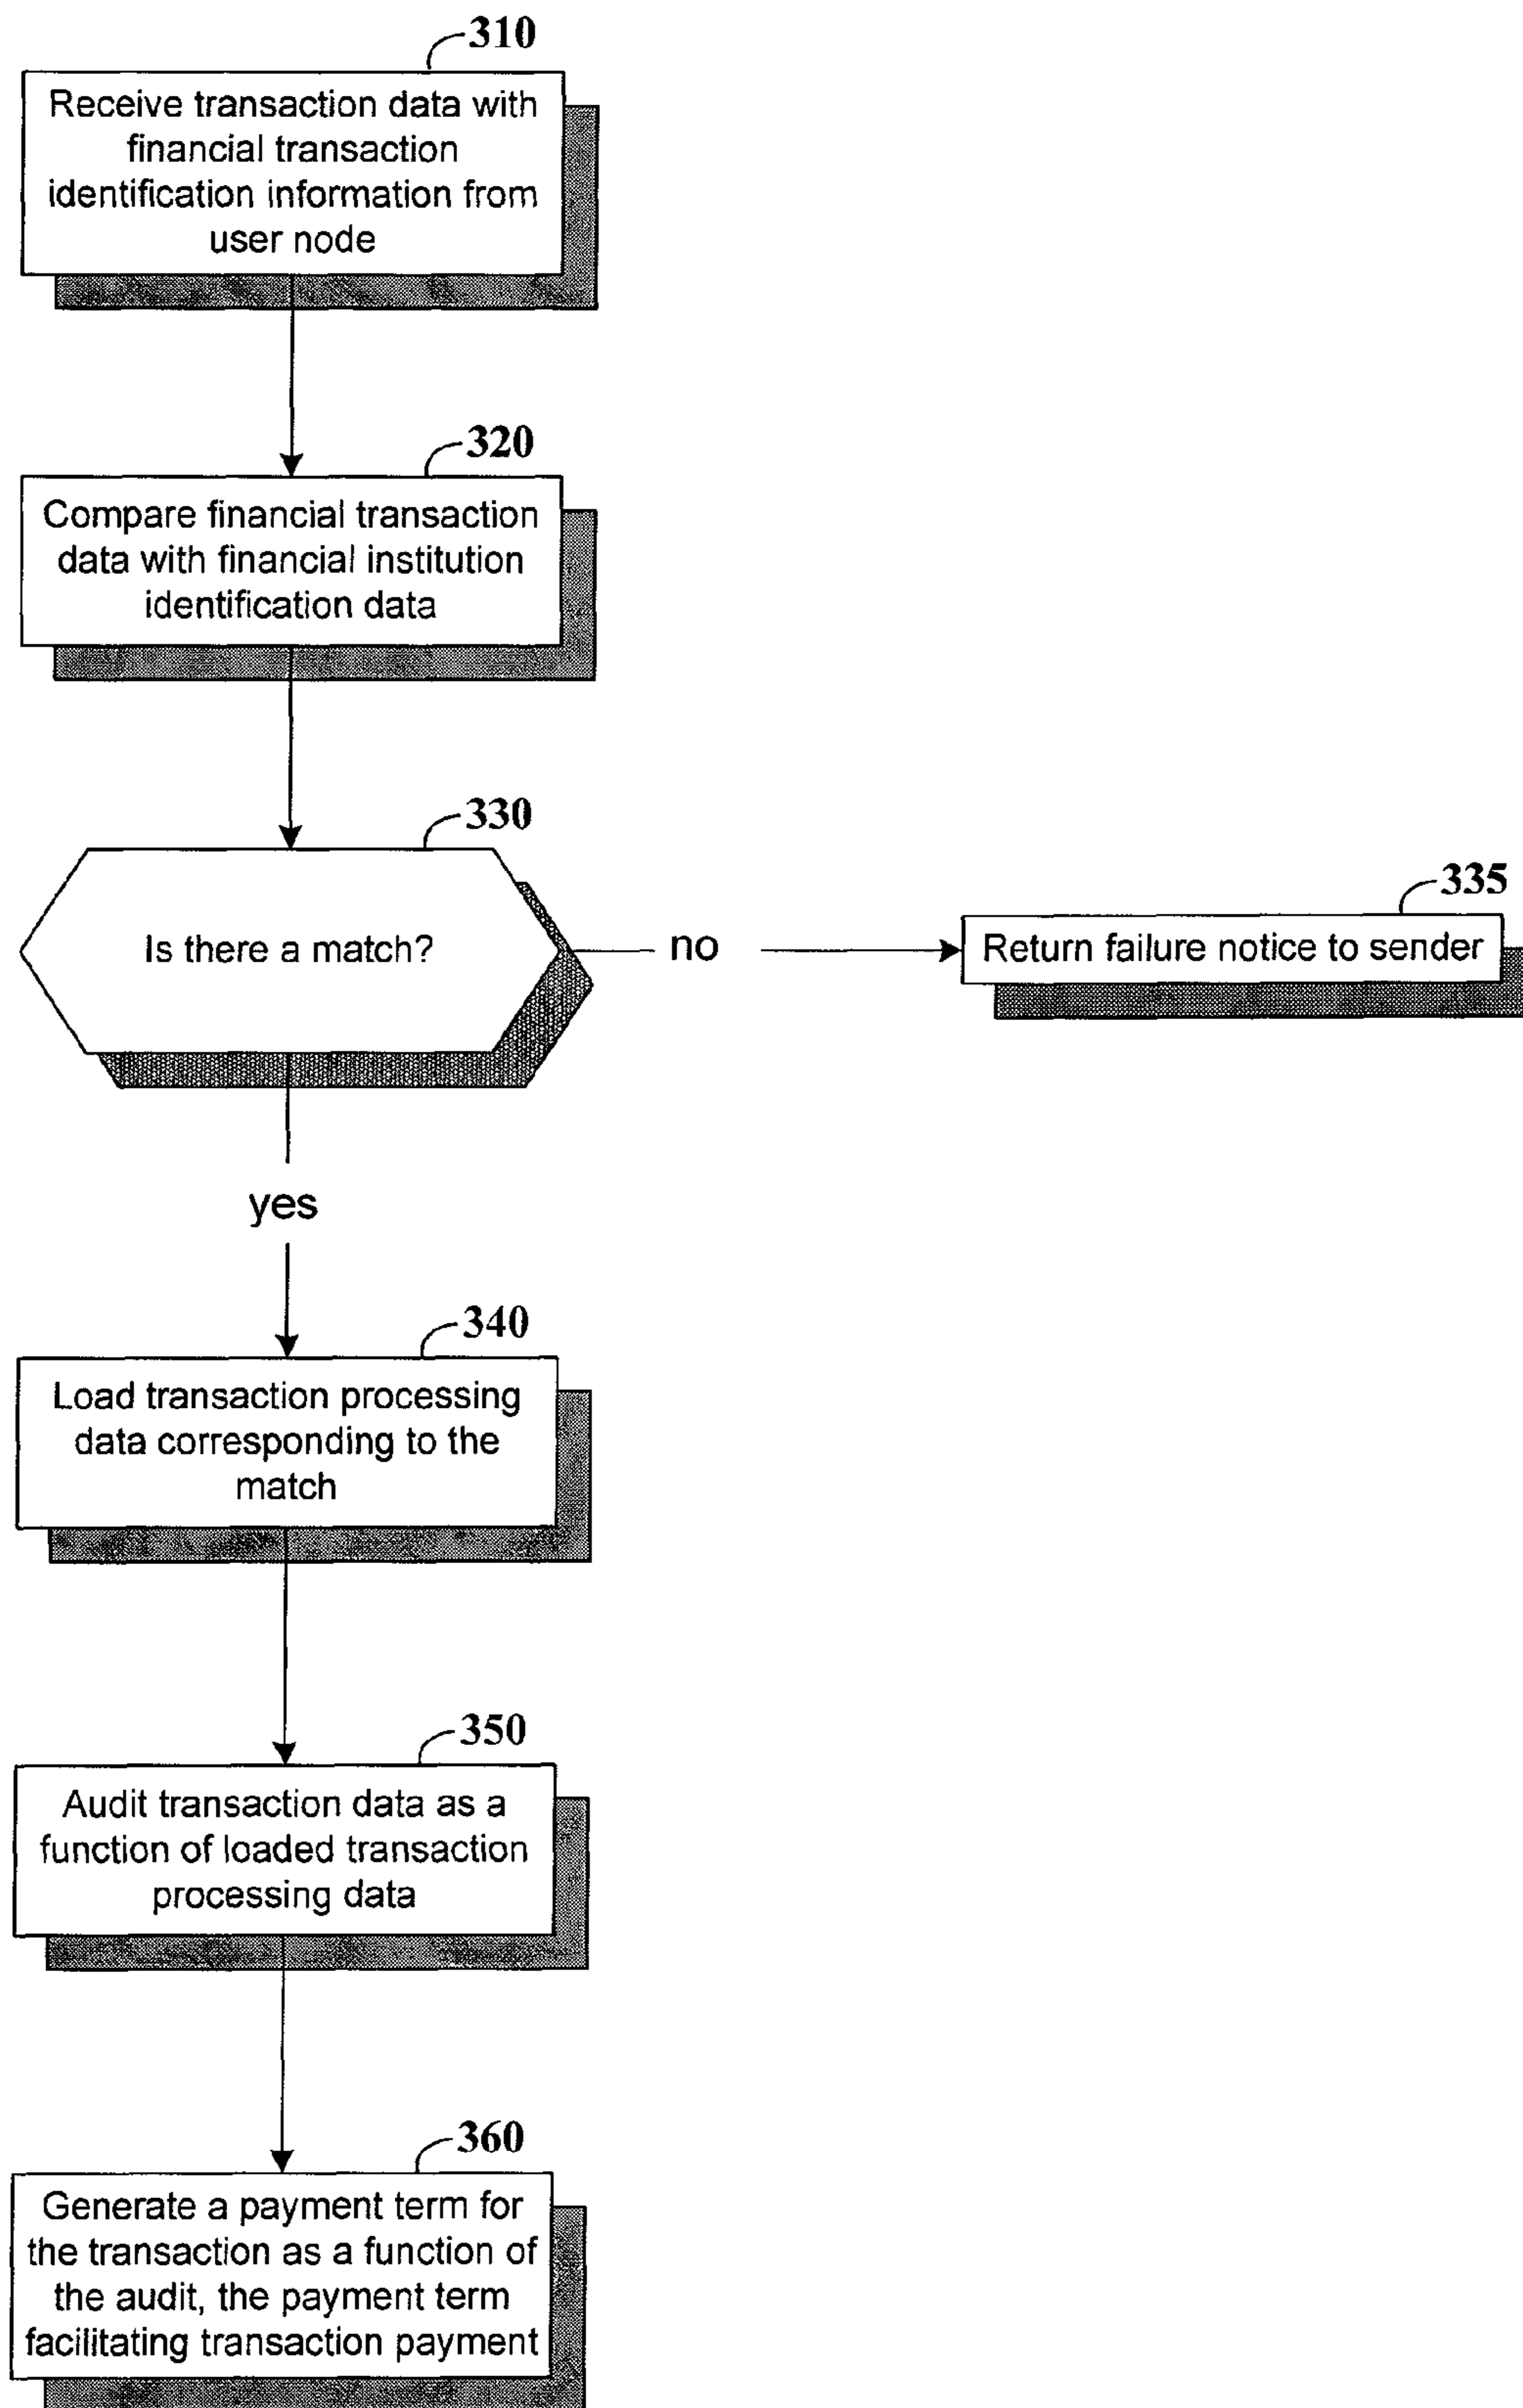 310
Receive transaction data with
financial transaction
identification information from
user node
320
Compare financial transaction
data with financial institution
identification data
330
Is there a match?
no
335
Return failure notice to sender
yes
340
Load transaction processing
data corresponding to the
match
350
Audit transaction data as a
function of loaded transaction
processing data
360
Generate a payment term for
the transaction as a function of
the audit, the payment term
facilitating transaction payment